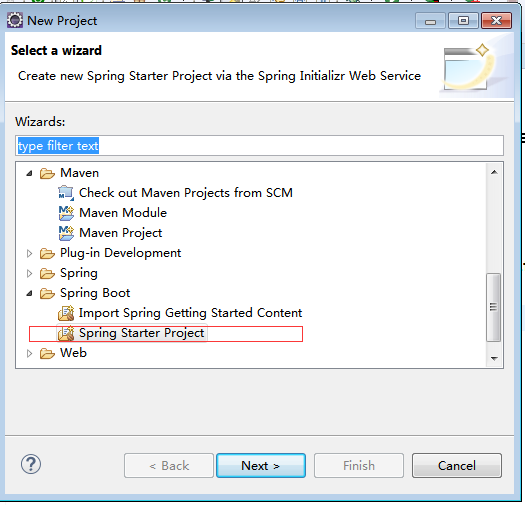 New Project
Select a wizard
Create new Spring Starter Project via the Spring Initializr Web Service
Wizards:
type filter text
Maven
Check out Maven Projects from SCM
Maven Module
Maven Project
Plug-in Development
Spring
Spring Boot
Import Spring Getting Started Content
Spring Starter Project
Web
? < Back Next > Finish Cancel